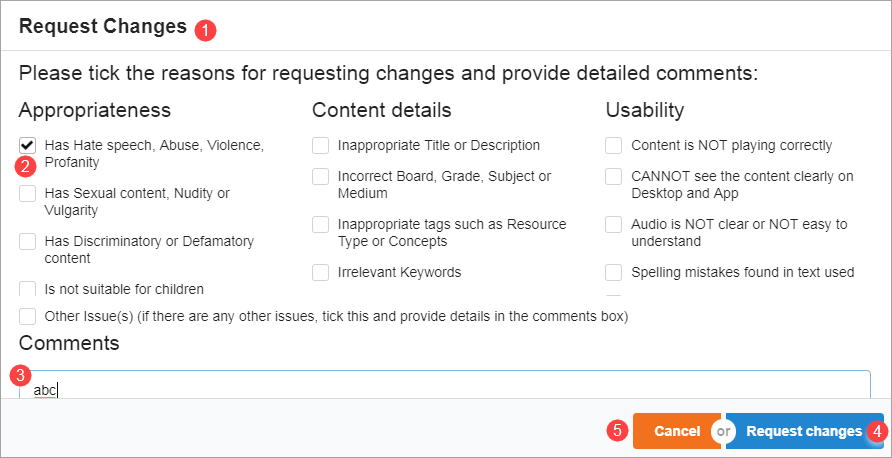 Request Changes 1
Please tick the reasons for requesting changes and provide detailed comments:
Appropriateness
Has Hate speech, Abuse, Violence,
Profanity
2
Has Sexual content, Nudity or
Vulgarity
Has Discriminatory or Defamatory
content
Is not suitable for children
Content details
Inappropriate Title or Description
Incorrect Board, Grade, Subject or
Medium
Inappropriate tags such as Resource
Type or Concepts
Irrelevant Keywords
Usability
Content is NOT playing correctly
CANNOT see the content clearly on
Desktop and App
Audio is NOT clear or NOT easy to
understand
Spelling mistakes found in text used
Other Issue(s) (if there are any other issues, tick this and provide details in the comments box)
Comments
3
abc
5 Cancel or Request changes 4